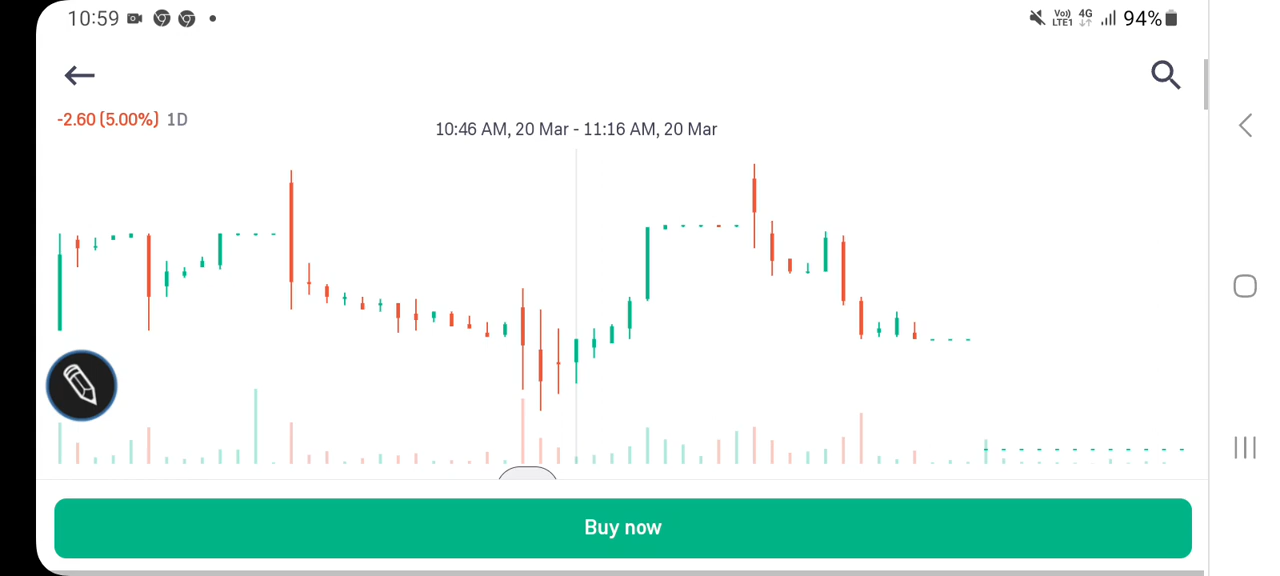 10:59
Vo)) 4G
LTE1
94%
-2.60 (5.00%) 1D
10:46 AM, 20 Mar - 11:16 AM, 20 Mar
Buy now